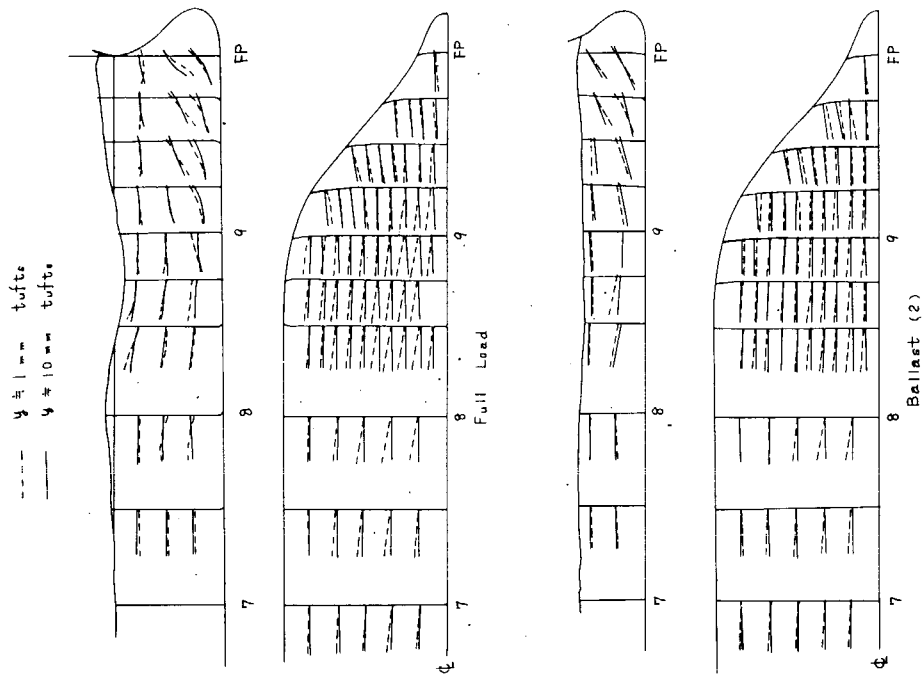 ---- y ≒ 1 mm tufts
—— y ≒ 10 mm tufts
7 8 9 FP
℄ 7 8 9 FP
Full Load
7 8 9 FP
℄ 7 8 9 FP
Ballast (2)